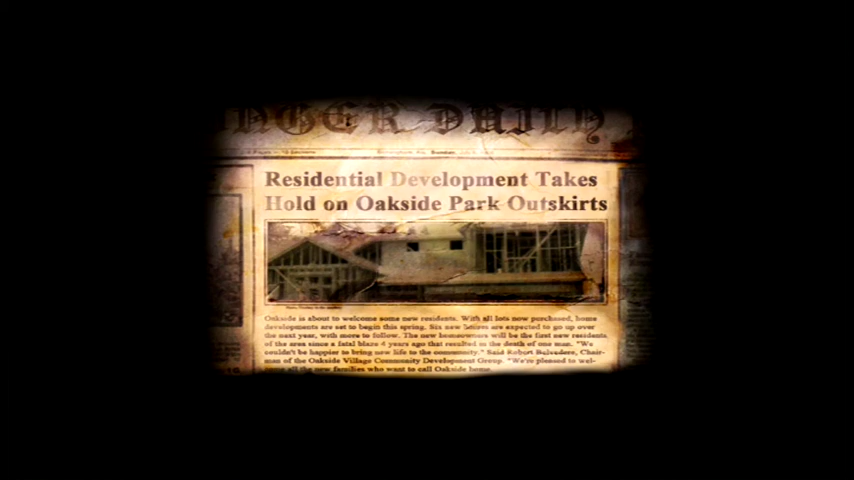 DAILY
Residential Development Takes
Hold on Oakside Park Outskirts
Oakside is about to welcome some new residents. With all lots now purchased, home
developments are set to begin this spring. Six new homes are expected to go up over
the next year, with more to follow. The new homeowners will be the first new residents
of the area since a fatal blaze 4 years ago that resulted in the death of one man. "We
couldn't be happier to bring new life to the community." Said Robert Belvedere, Chair-
man of the Oakside Village Community Development Group. "We're pleased to wel-
come all the new families who want to call Oakside home.